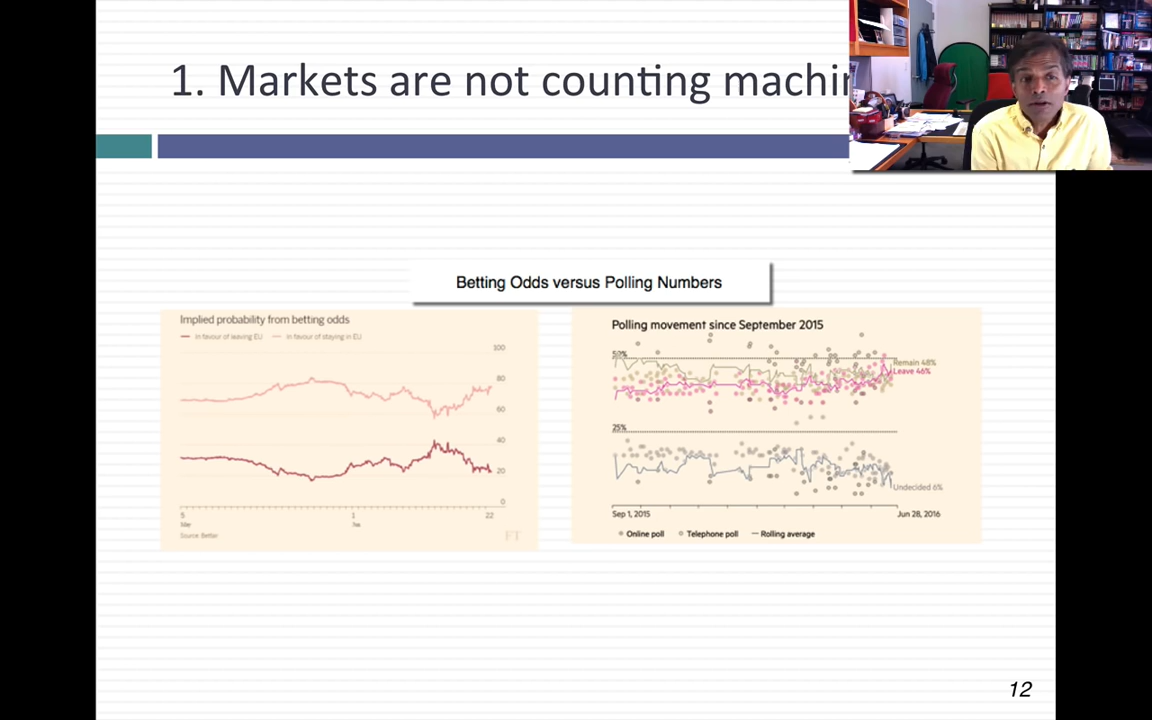 1. Markets are not counting machin
Betting Odds versus Polling Numbers
Implied probability from betting odds
In favour of leaving EU In favour of staying in EU
100
80
60
40
20
0
5
1
22
May
Source: Betfair
FT
Polling movement since September 2015
50%
Remain 48%
Leave 46%
25%
Undecided 6%
Sep 1, 2015
Jun 28, 2016
Online poll Telephone poll Rolling average
12